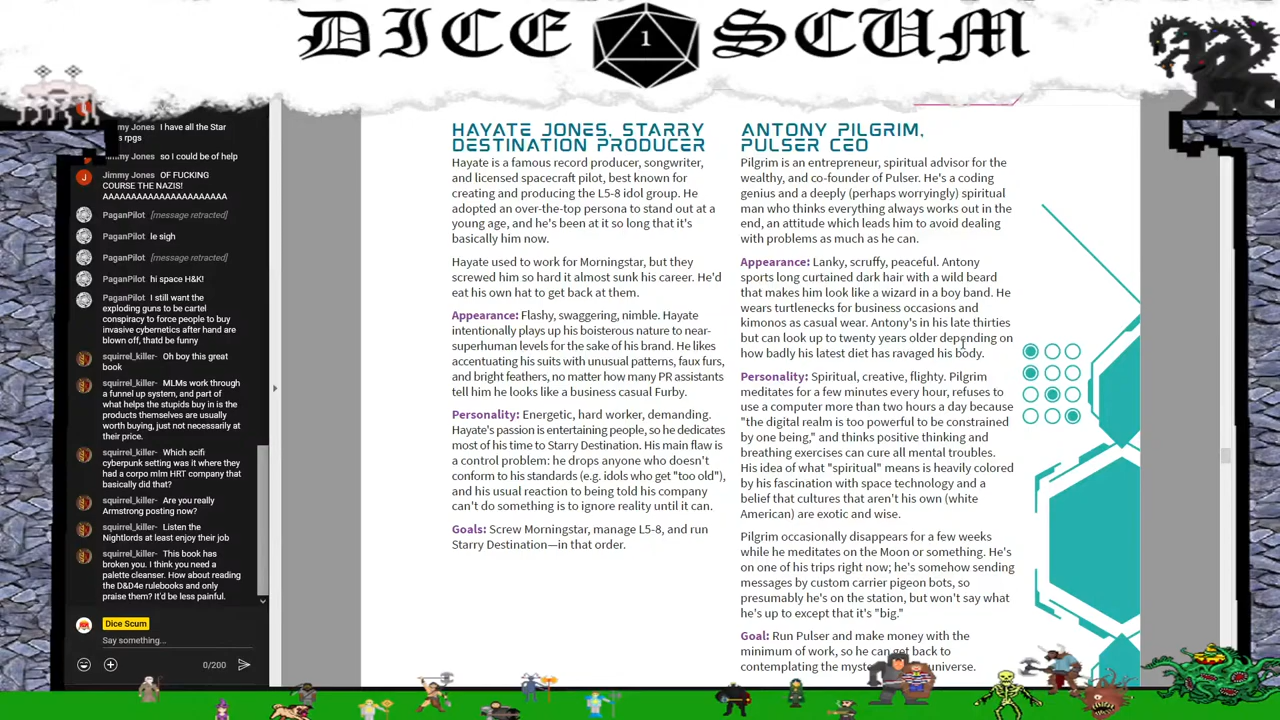 DICE 1 SCUM
my Jones I have all the Star
s rpgs
immy Jones so I could be of help
Jimmy Jones OF FUCKING
COURSE THE NAZIS!
AAAAAAAAAAAAAAAAAAAAAA
PaganPilot [message retracted]
PaganPilot le sigh
PaganPilot [message retracted]
PaganPilot hi space H&K!
PaganPilot I still want the
exploding guns to be cartel
conspiracy to force people to buy
invasive cybernetics after hand are
blown off, thatd be funny
squirrel_killer- Oh boy this great
book
squirrel_killer- MLMs work through
a funnel up system, and part of
what helps the stupids buy in is the
products themselves are usually
worth buying, just not necessarily at
their price.
squirrel_killer- Which scifi
cyberpunk setting was it where they
had a corpo mlm HRT company that
basically did that?
squirrel_killer- Are you really
Armstrong posting now?
squirrel_killer- Listen the
Nightlords at least enjoy their job
squirrel_killer- This book has
broken you. I think you need a
palette cleanser. How about reading
the D&D4e rulebooks and only
praise them? It'd be less painful.
Dice Scum
Say something...
0/200
HAYATE JONES, STARRY
DESTINATION PRODUCER
Hayate is a famous record producer, songwriter,
and licensed spacecraft pilot, best known for
creating and producing the L5-8 idol group. He
adopted an over-the-top persona to stand out at a
young age, and he's been at it so long that it's
basically him now.
Hayate used to work for Morningstar, but they
screwed him so hard it almost sunk his career. He'd
eat his own hat to get back at them.
Appearance: Flashy, swaggering, nimble. Hayate
intentionally plays up his boisterous nature to near-
superhuman levels for the sake of his brand. He likes
accentuating his suits with unusual patterns, faux furs,
and bright feathers, no matter how many PR assistants
tell him he looks like a business casual Furby.
Personality: Energetic, hard worker, demanding.
Hayate's passion is entertaining people, so he dedicates
most of his time to Starry Destination. His main flaw is
a control problem: he drops anyone who doesn't
conform to his standards (e.g. idols who get "too old"),
and his usual reaction to being told his company
can't do something is to ignore reality until it can.
Goals: Screw Morningstar, manage L5-8, and run
Starry Destination—in that order.
ANTONY PILGRIM,
PULSER CEO
Pilgrim is an entrepreneur, spiritual advisor for the
wealthy, and co-founder of Pulser. He's a coding
genius and a deeply (perhaps worryingly) spiritual
man who thinks everything always works out in the
end, an attitude which leads him to avoid dealing
with problems as much as he can.
Appearance: Lanky, scruffy, peaceful. Antony
sports long curtained dark hair with a wild beard
that makes him look like a wizard in a boy band. He
wears turtlenecks for business occasions and
kimonos as casual wear. Antony's in his late thirties
but can look up to twenty years older depending on
how badly his latest diet has ravaged his body.
Personality: Spiritual, creative, flighty. Pilgrim
meditates for a few minutes every hour, refuses to
use a computer more than two hours a day because
"the digital realm is too powerful to be constrained
by one being," and thinks positive thinking and
breathing exercises can cure all mental troubles.
His idea of what "spiritual" means is heavily colored
by his fascination with space technology and a
belief that cultures that aren't his own (white
American) are exotic and wise.
Pilgrim occasionally disappears for a few weeks
while he meditates on the Moon or something. He's
on one of his trips right now; he's somehow sending
messages by custom carrier pigeon bots, so
presumably he's on the station, but won't say what
he's up to except that it's "big."
Goal: Run Pulser and make money with the
minimum of work, so he can get back to
contemplating the universe.